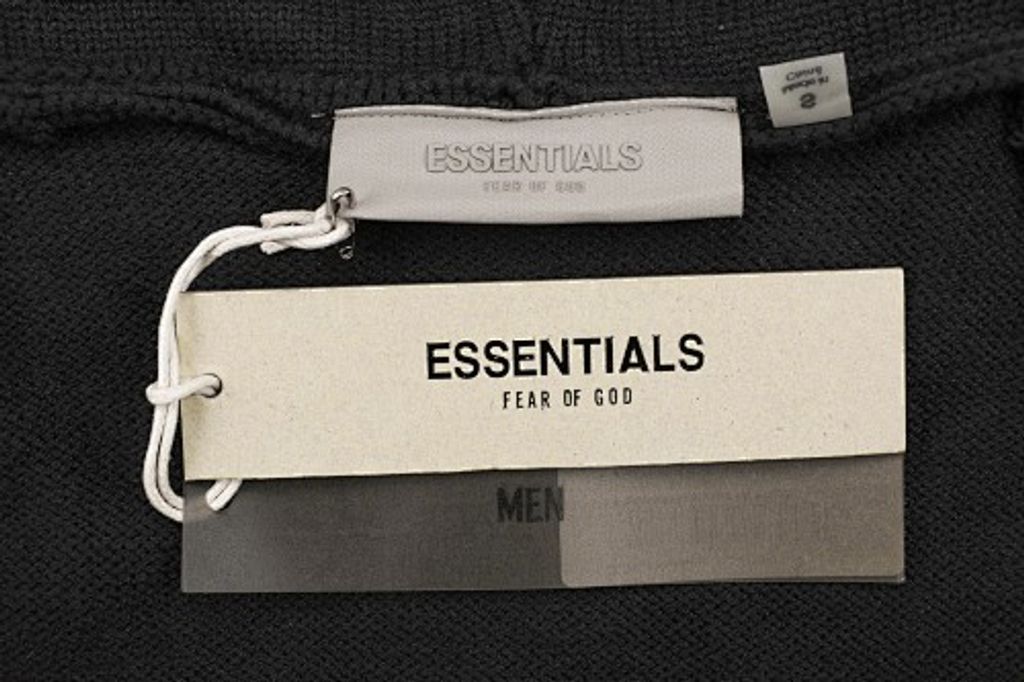 ESSENTIALS
FEAR OF GOD
S
ESSENTIALS
FEAR OF GOD
MEN